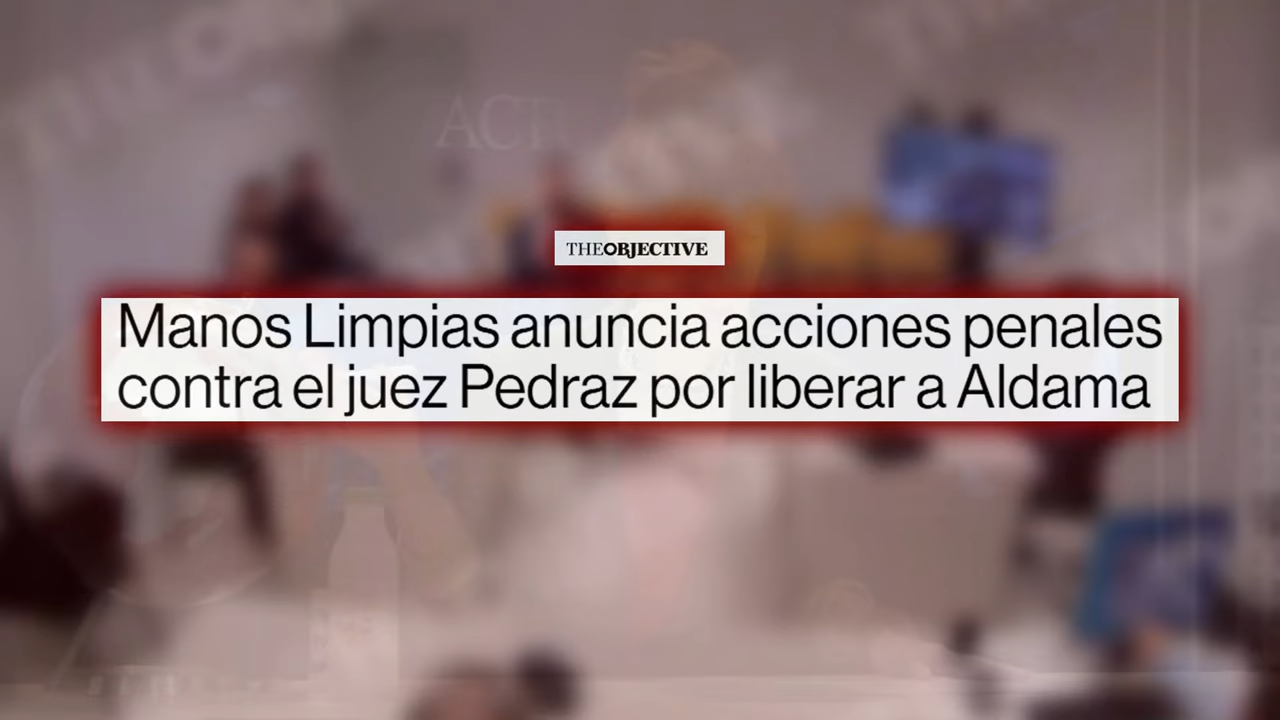 THEOBJECTIVE
Manos Limpias anuncia acciones penales
contra el juez Pedraz por liberar a Aldama